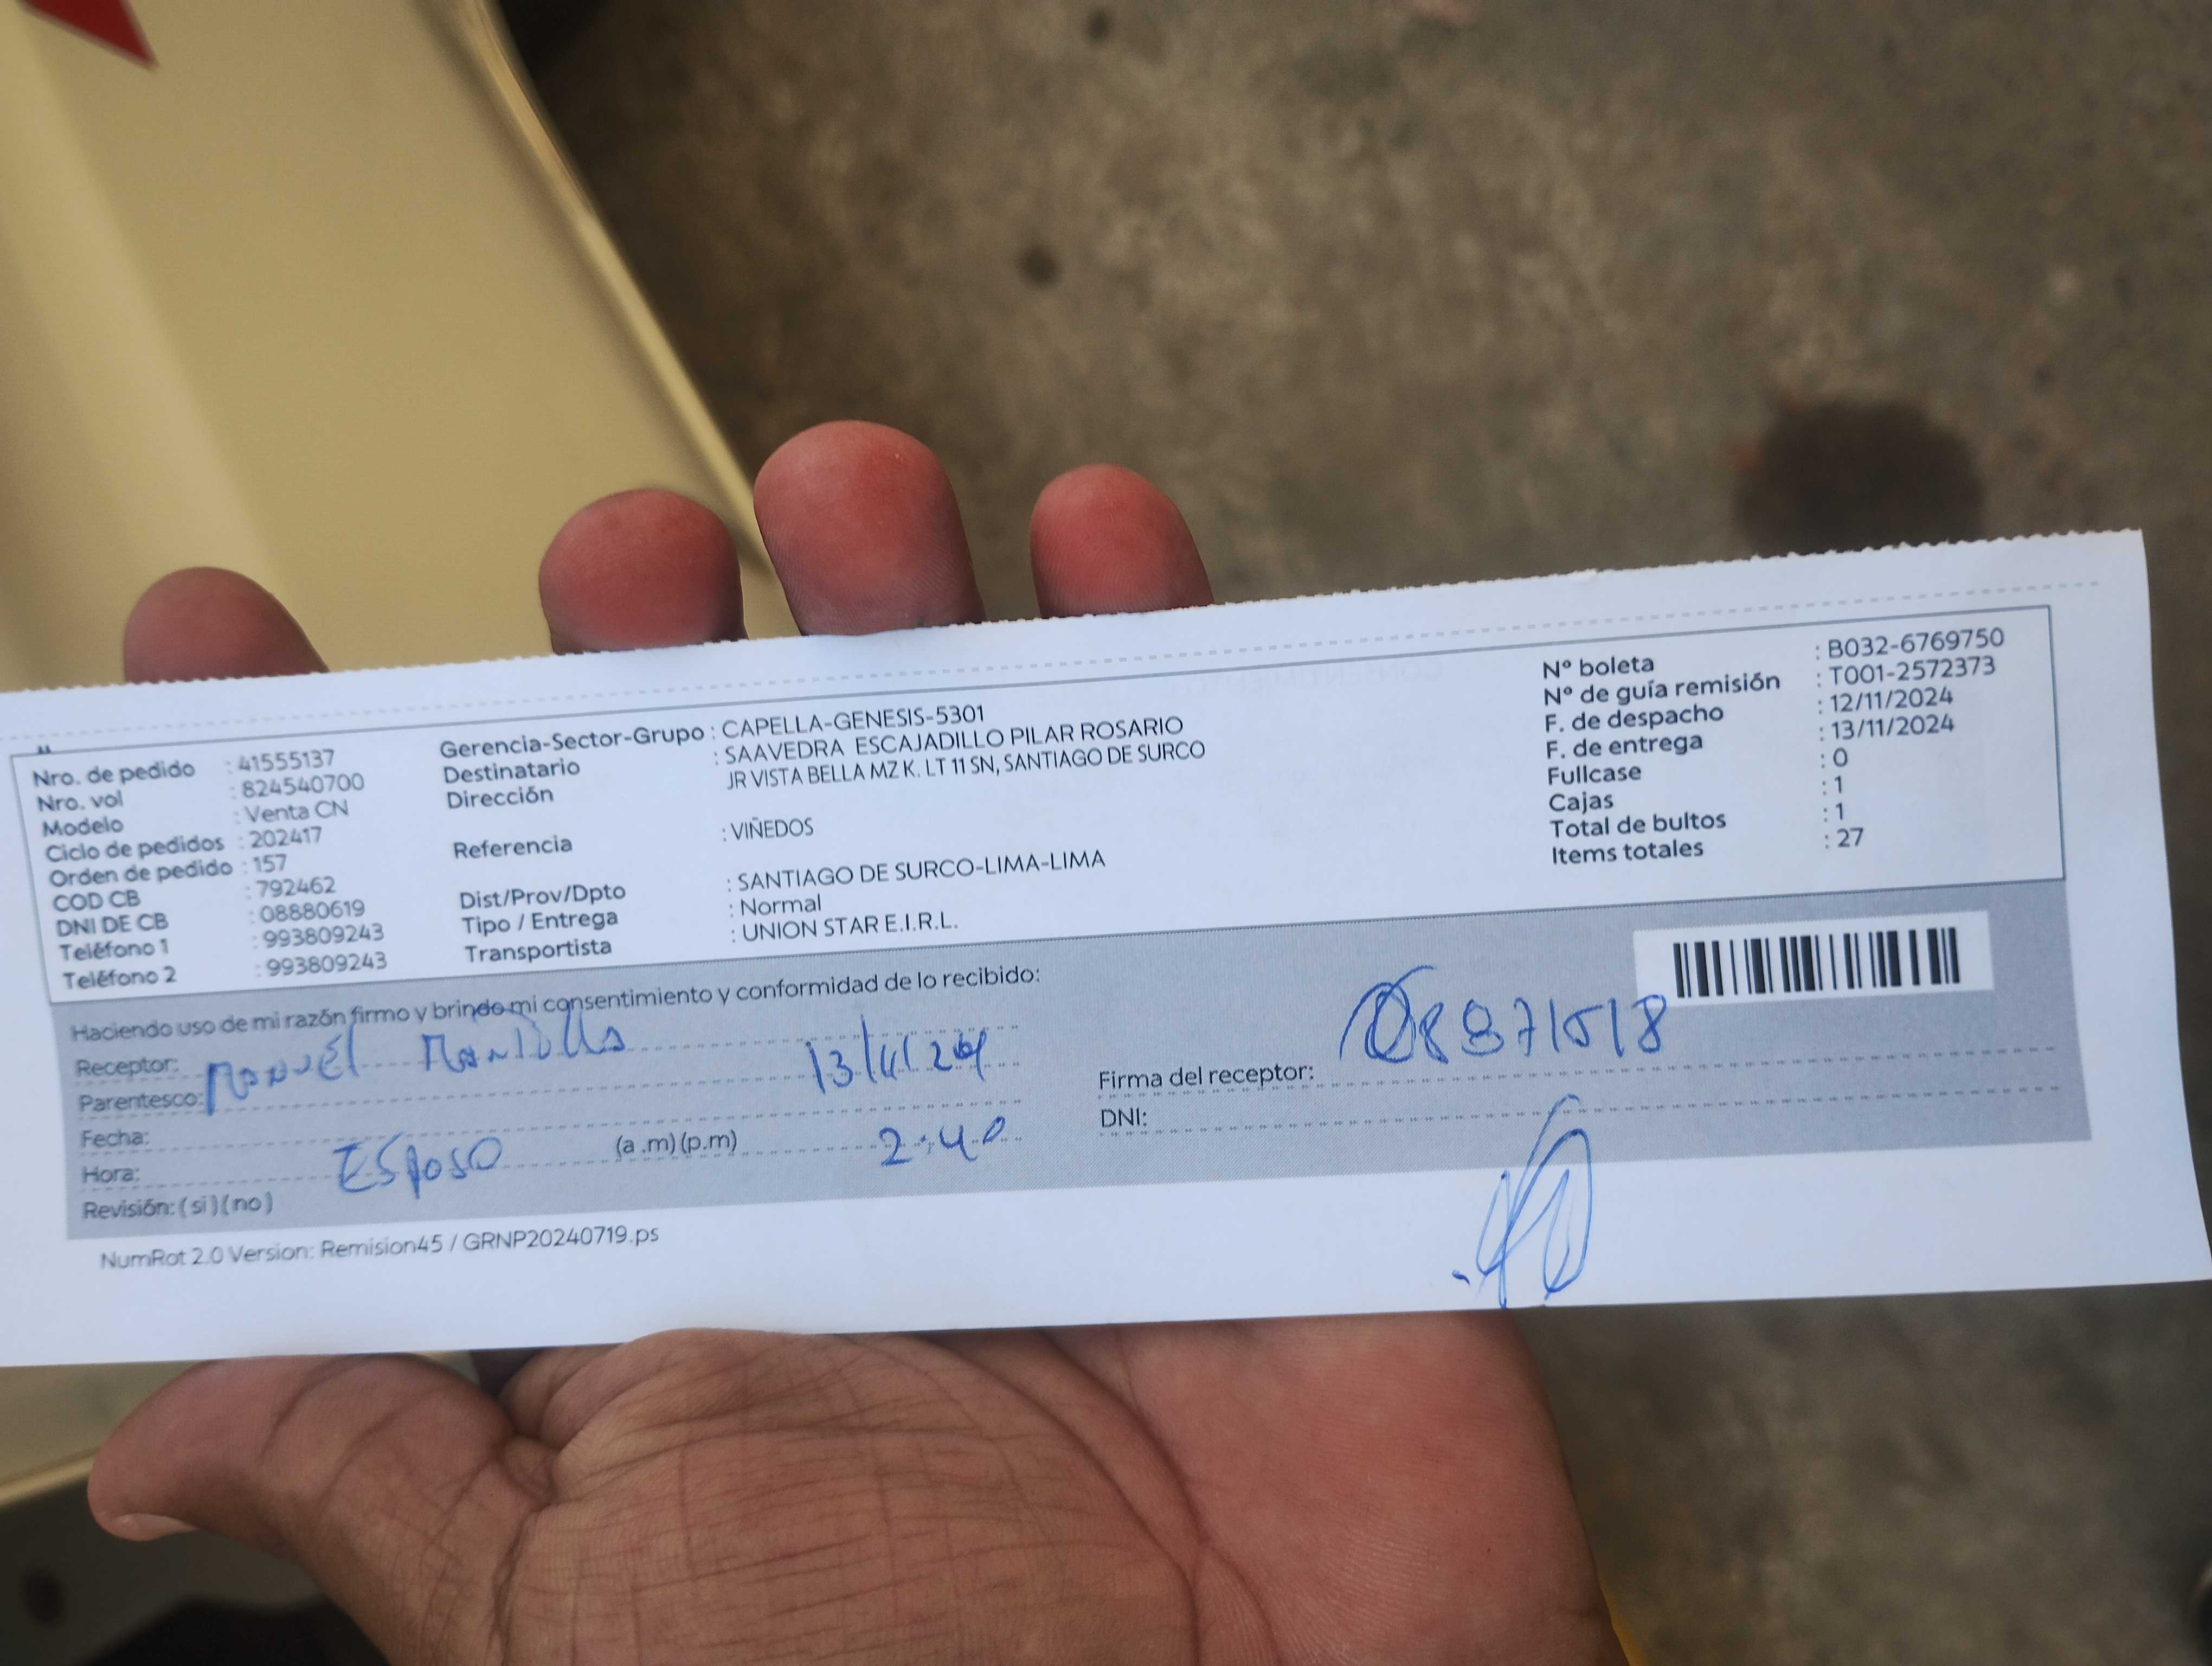 Nro. de pedido : 41555137
Nro. vol : 824540700
Modelo : Venta CN
Ciclo de pedidos : 202417
Orden de pedido : 157
COD CB : 792462
DNI DE CB : 08880619
Teléfono 1 : 993809243
Teléfono 2 : 993809243
Gerencia-Sector-Grupo : CAPELLA-GENESIS-5301
Destinatario : SAAVEDRA ESCAJADILLO PILAR ROSARIO
Dirección JR VISTA BELLA MZ K. LT 11 SN, SANTIAGO DE SURCO
Referencia : VIÑEDOS
Dist/Prov/Dpto : SANTIAGO DE SURCO-LIMA-LIMA
Tipo / Entrega : Normal
Transportista : UNION STAR E.I.R.L.
N° boleta : B032-6769750
N° de guía remisión : T001-2572373
F. de despacho : 12/11/2024
F. de entrega : 13/11/2024
Fullcase : 0
Cajas : 1
Total de bultos : 1
Items totales : 27
Haciendo uso de mi razón firmo y brindo mi consentimiento y conformidad de lo recibido:
Receptor: Manuel
Parentesco: 13/11/24
Fecha:
Hora: Esposo (a .m) (p.m) 2:40
Revisión: ( si ) ( no )
Firma del receptor: 08871518
DNI:
NumRot 2.0 Version: Remision45 / GRNP20240719.ps